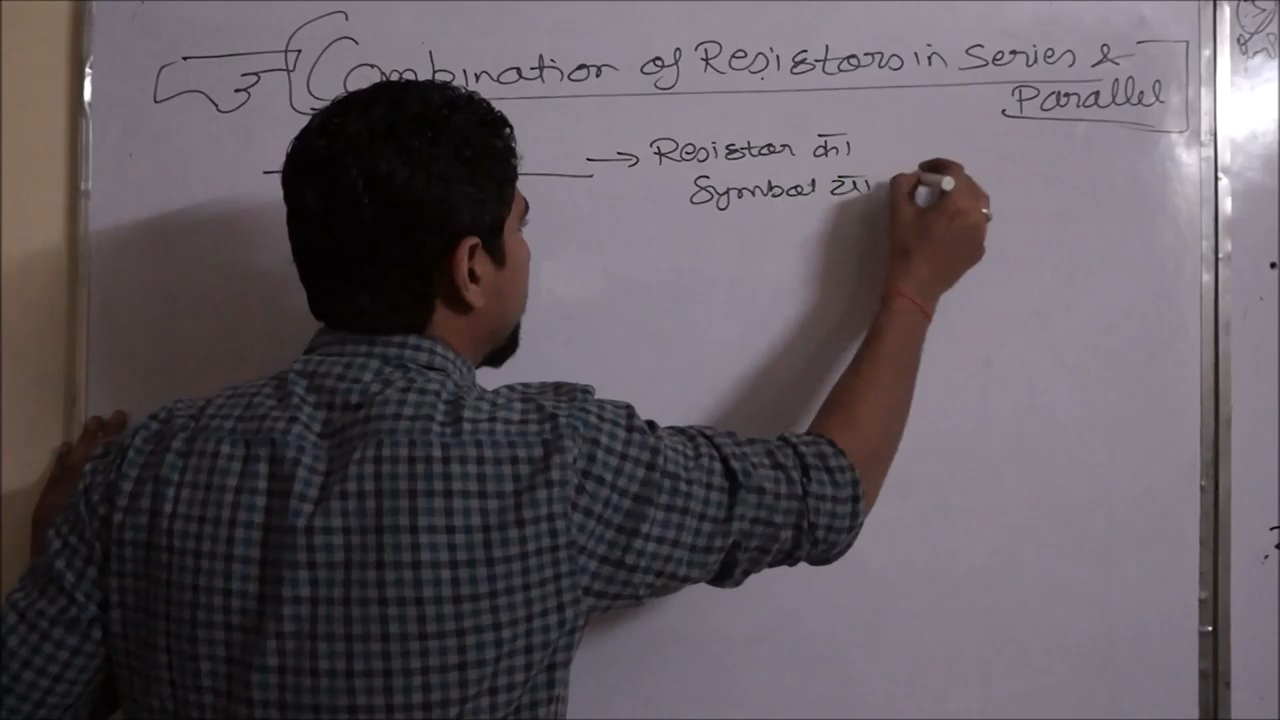 Combination of Resistors in Series &
Parallel
Resistor का
Symbol या